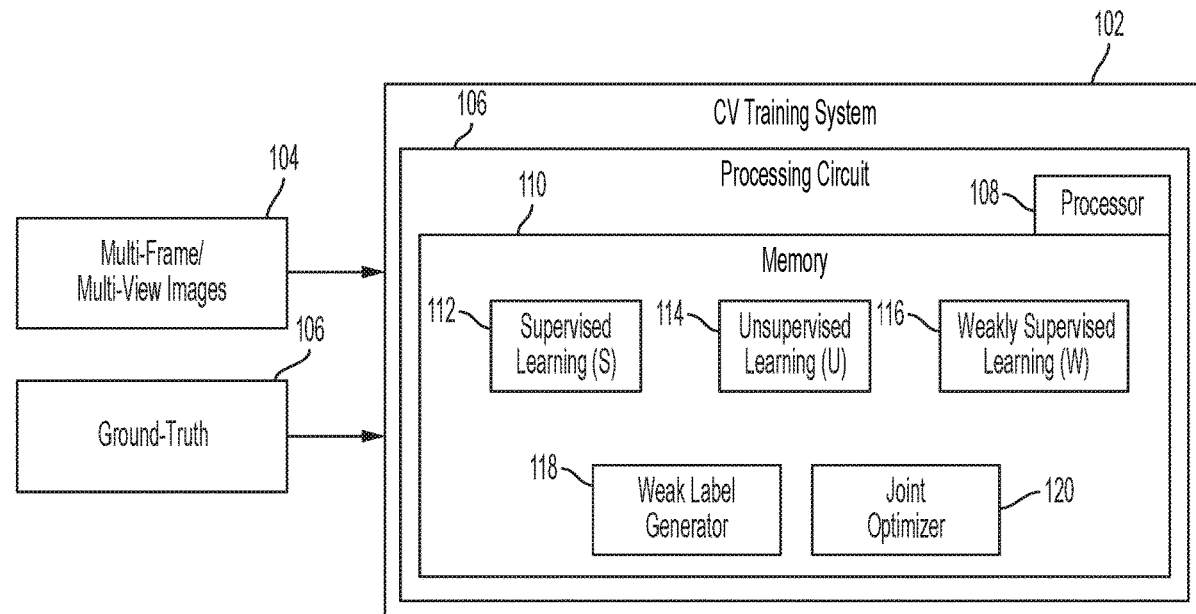 102
CV Training System
106
Processing Circuit
104
Multi-Frame/
Multi-View Images
108
Processor
110
Memory
112
Supervised
Learning (S)
114
Unsupervised
Learning (U)
116
Weakly Supervised
Learning (W)
106
Ground-Truth
118
Weak Label
Generator
Joint
Optimizer
120